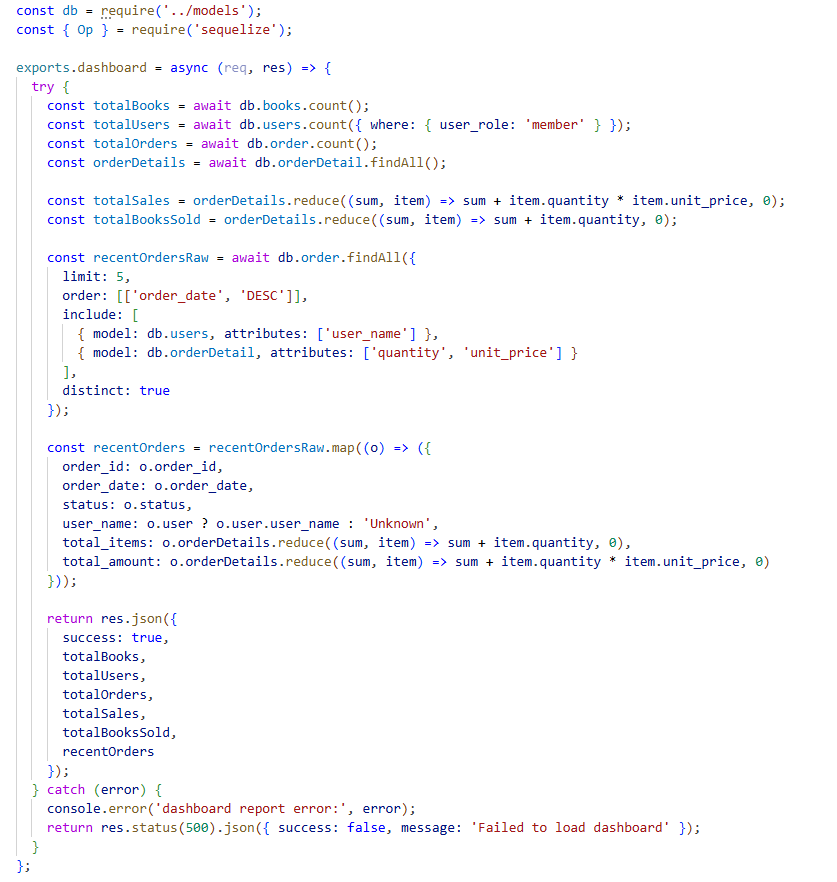 const db = require('../models');
const { Op } = require('sequelize');

exports.dashboard = async (req, res) => {
  try {
    const totalBooks = await db.books.count();
    const totalUsers = await db.users.count({ where: { user_role: 'member' } });
    const totalOrders = await db.order.count();
    const orderDetails = await db.orderDetail.findAll();

    const totalSales = orderDetails.reduce((sum, item) => sum + item.quantity * item.unit_price, 0);
    const totalBooksSold = orderDetails.reduce((sum, item) => sum + item.quantity, 0);

    const recentOrdersRaw = await db.order.findAll({
      limit: 5,
      order: [['order_date', 'DESC']],
      include: [
        { model: db.users, attributes: ['user_name'] },
        { model: db.orderDetail, attributes: ['quantity', 'unit_price'] }
      ],
      distinct: true
    });

    const recentOrders = recentOrdersRaw.map((o) => ({
      order_id: o.order_id,
      order_date: o.order_date,
      status: o.status,
      user_name: o.user ? o.user.user_name : 'Unknown',
      total_items: o.orderDetails.reduce((sum, item) => sum + item.quantity, 0),
      total_amount: o.orderDetails.reduce((sum, item) => sum + item.quantity * item.unit_price, 0)
    }));

    return res.json({
      success: true,
      totalBooks,
      totalUsers,
      totalOrders,
      totalSales,
      totalBooksSold,
      recentOrders
    });
  } catch (error) {
    console.error('dashboard report error:', error);
    return res.status(500).json({ success: false, message: 'Failed to load dashboard' });
  }
};